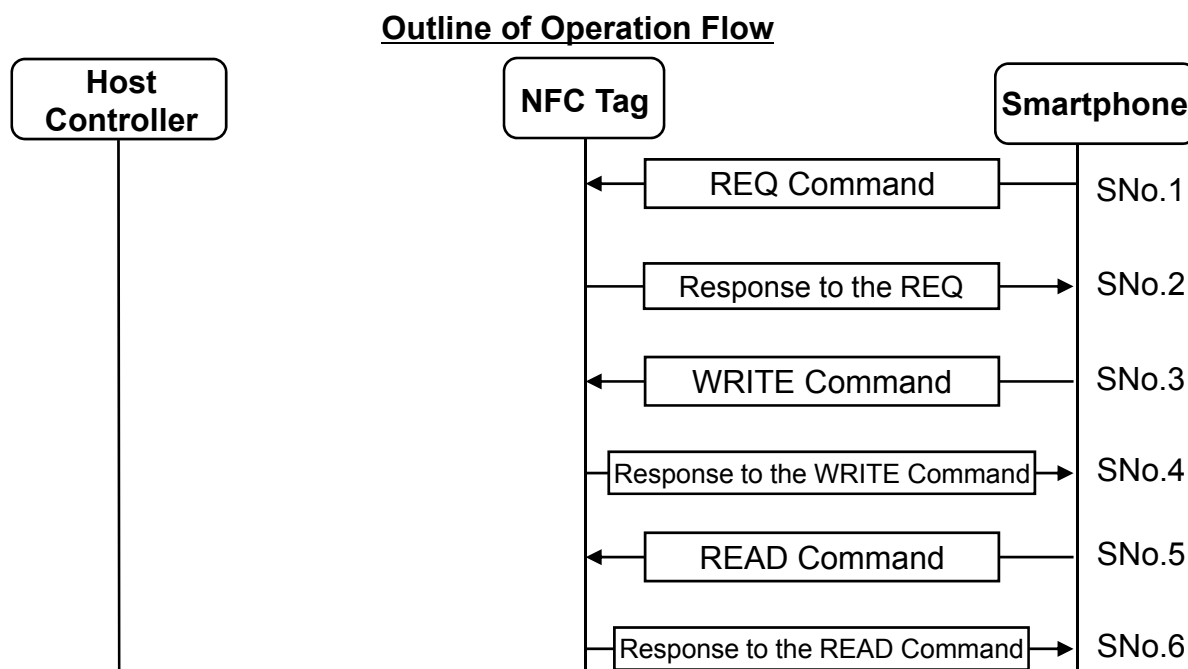 Outline of Operation Flow
Host
Controller
NFC Tag
Smartphone
REQ Command
SNo.1
Response to the REQ
SNo.2
WRITE Command
SNo.3
Response to the WRITE Command
SNo.4
READ Command
SNo.5
Response to the READ Command
SNo.6